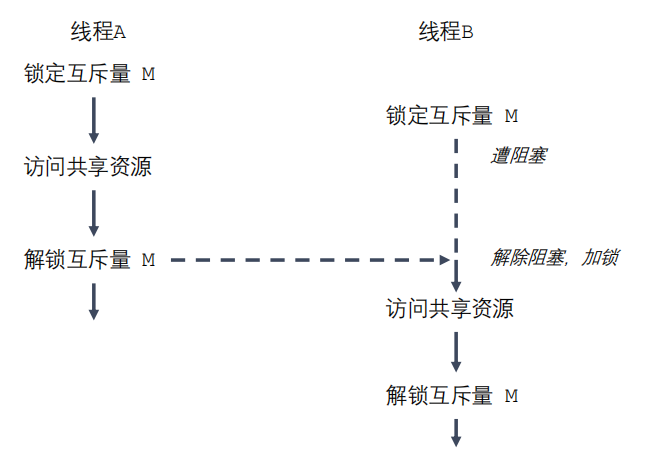 线程A
线程B
锁定互斥量 M
锁定互斥量 M
遭阻塞
访问共享资源
解锁互斥量 M
解除阻塞，加锁
访问共享资源
解锁互斥量 M